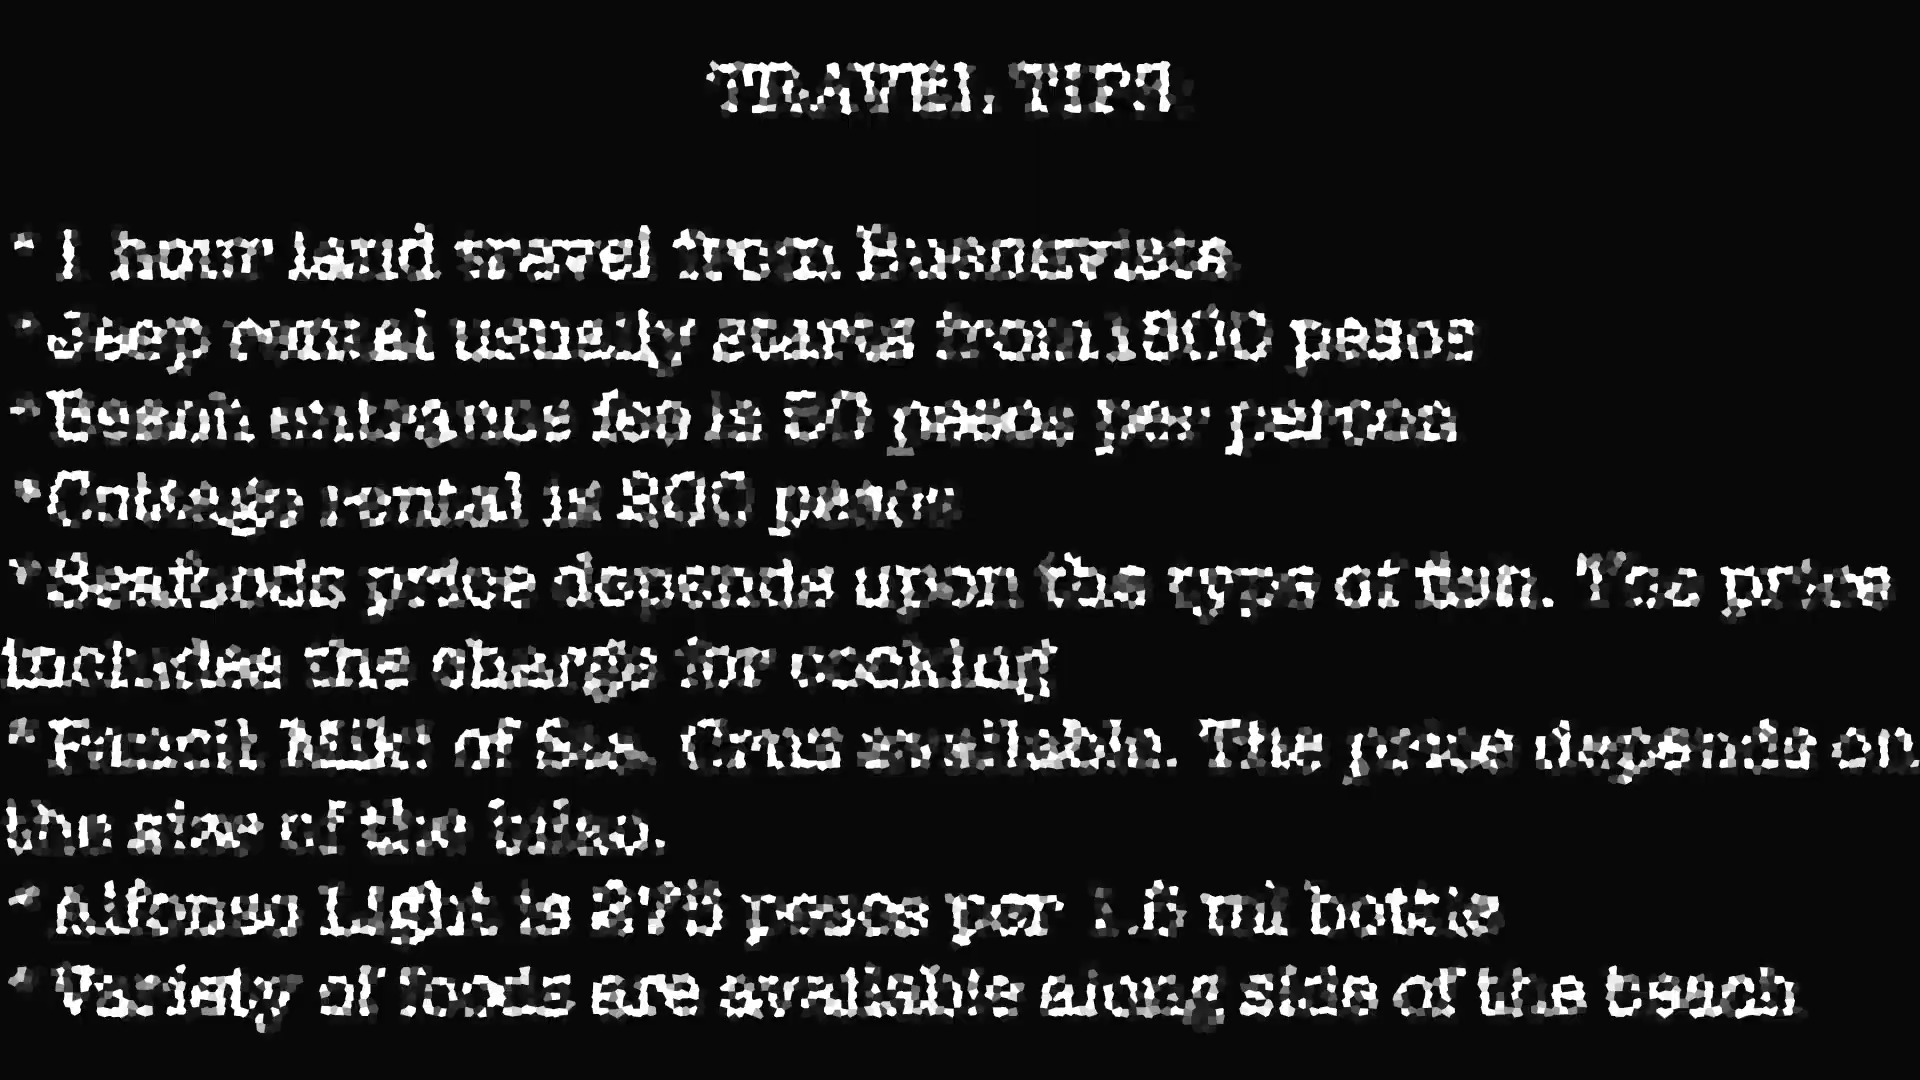 TRAVEL TIPS
* 1 hour land travel from Buenavista
* Jeep rental usually starts from 1800 pesos
* Beach entrance fee is 50 pesos per person
* Cottage rental is 800 pesos
* Seafoods price depends upon the type of fish. The price
includes the charge for cooking
* of Sta. Cruz available. The price depends on
the size of the
* Alfonso Light is 275 pesos per ml bottle
* Variety of foods are available along side of the beach